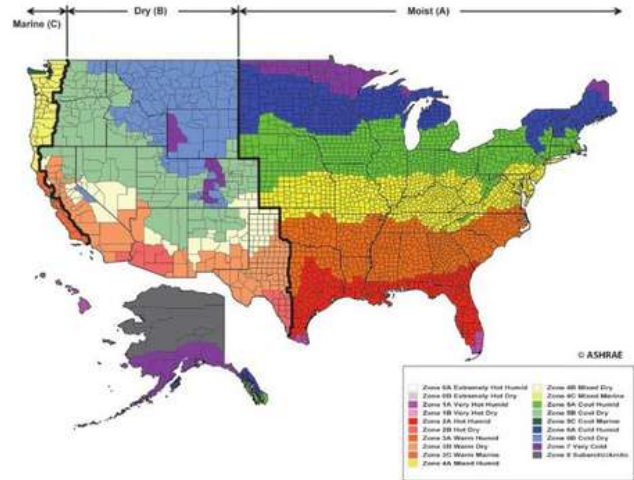 Marine (C)
Dry (B)
Moist (A)
© ASHRAE
Zone 0A Extremely Hot Humid
Zone 0B Extremely Hot Dry
Zone 1A Very Hot Humid
Zone 1B Very Hot Dry
Zone 2A Hot Humid
Zone 2B Hot Dry
Zone 3A Warm Humid
Zone 3B Warm Dry
Zone 3C Warm Marine
Zone 4A Mixed Humid
Zone 4B Mixed Dry
Zone 4C Mixed Marine
Zone 5A Cool Humid
Zone 5B Cool Dry
Zone 5C Cool Marine
Zone 6A Cold Humid
Zone 6B Cold Dry
Zone 7 Very Cold
Zone 8 Subarctic/Arctic